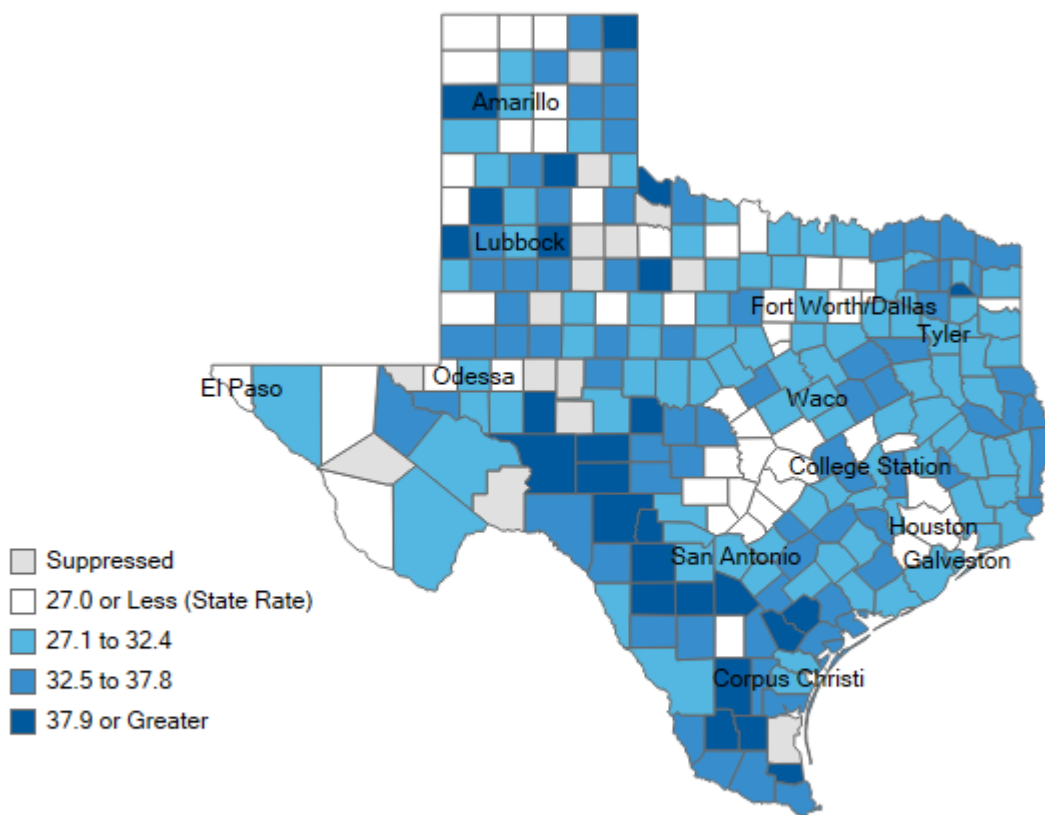 Amarillo
Lubbock
Fort Worth/Dallas
Tyler
El Paso
Odessa
Waco
College Station
Houston
San Antonio
Galveston
Corpus Christi
Suppressed
27.0 or Less (State Rate)
27.1 to 32.4
32.5 to 37.8
37.9 or Greater